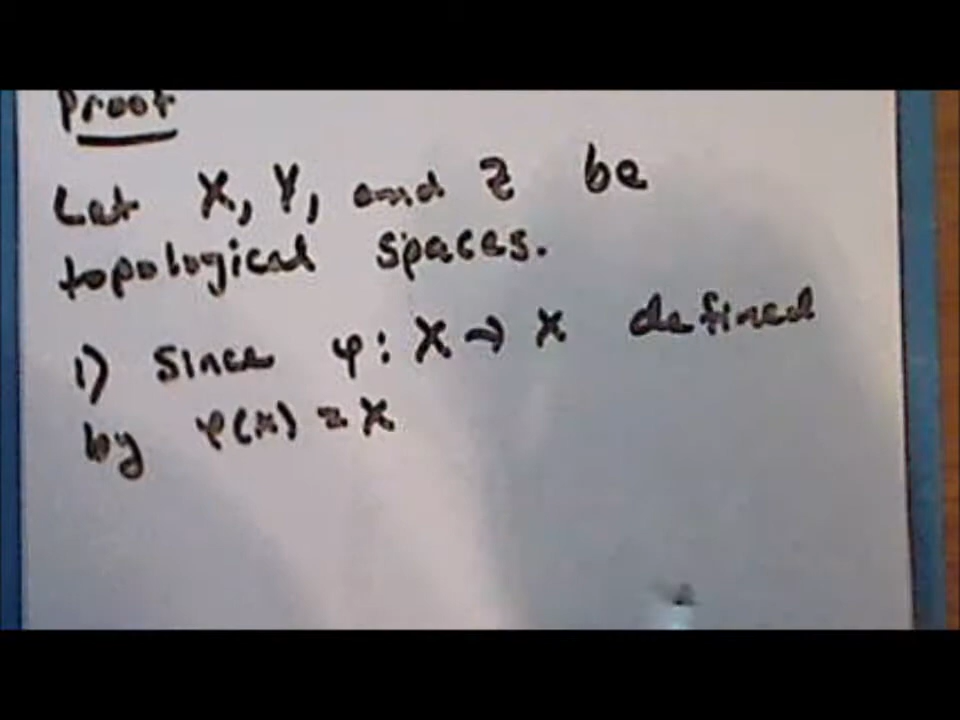 Proof
Let X, Y, and Z be
topological spaces.
1) Since φ: X → X defined
by φ(x) = x